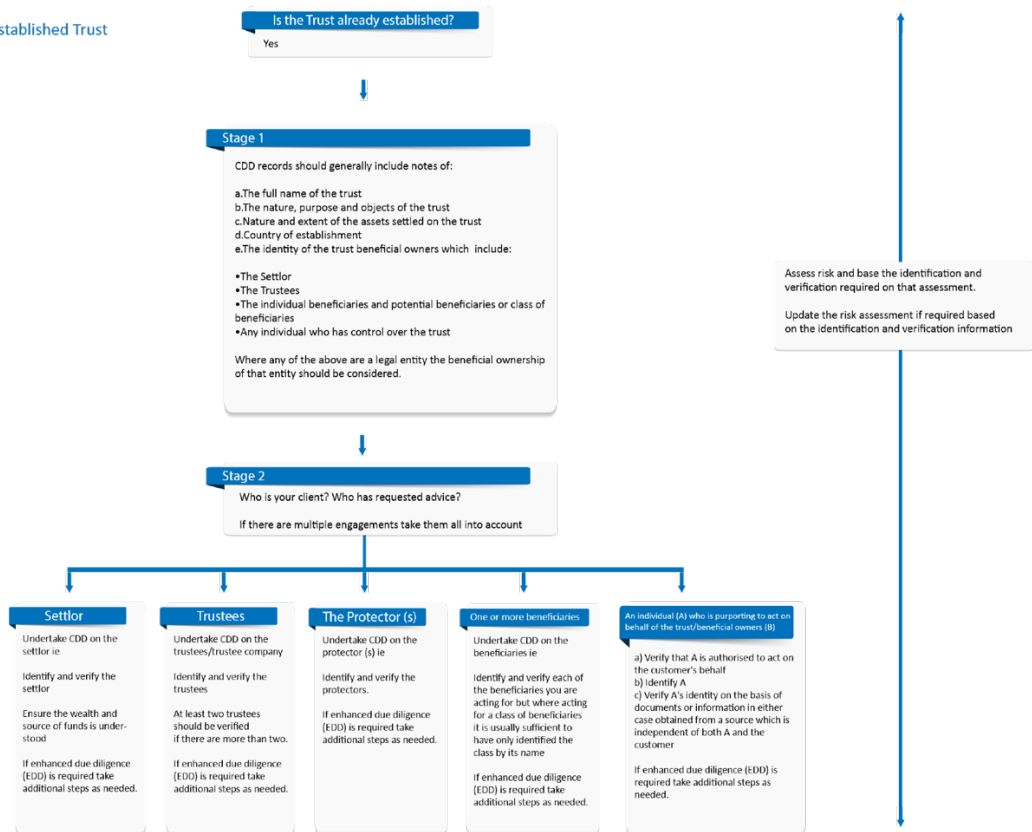 stablished Trust
Is the Trust already established?
Yes
Stage 1
CDD records should generally include notes of:
a.The full name of the trust
b.The nature, purpose and objects of the trust
c.Nature and extent of the assets settled on the trust
d.Country of establishment
e.The identity of the trust beneficial owners which include:
•The Settlor
•The Trustees
•The individual beneficiaries and potential beneficiaries or class of
beneficiaries
•Any individual who has control over the trust
Where any of the above are a legal entity the beneficial ownership
of that entity should be considered.
Assess risk and base the identification and
verification required on that assessment.
Update the risk assessment if required based
on the identification and verification information
Stage 2
Who is your client? Who has requested advice?
If there are multiple engagements take them all into account
Settlor
Undertake CDD on the
settlor ie
Identify and verify the
settlor
Ensure the wealth and
source of funds is under-
stood
If enhanced due diligence
(EDD) is required take
additional steps as needed.
Trustees
Undertake CDD on the
trustees/trustee company
Identify and verify the
trustees
At least two trustees
should be verified
if there are more than two.
If enhanced due diligence
(EDD) is required take
additional steps as needed.
The Protector (s)
Undertake CDD on the
protector (s) ie
Identify and verify the
protectors.
If enhanced due diligence
(EDD) is required take
additional steps as needed.
One or more beneficiaries
Undertake CDD on the
beneficiaries ie
Identify and verify each of
the beneficiaries you are
acting for but where acting
for a class of beneficiaries
it is usually sufficient to
have only identified the
class by its name
If enhanced due diligence
(EDD) is required take
additional steps as needed.
An individual (A) who is purporting to act on
behalf of the trust/beneficial owners (B)
a) Verify that A is authorised to act on
the customer's behalf
b) Identify A
c) Verify A's identity on the basis of
documents or information in either
case obtained from a source which is
independent of both A and the
customer
If enhanced due diligence (EDD) is
required take additional steps as
needed.